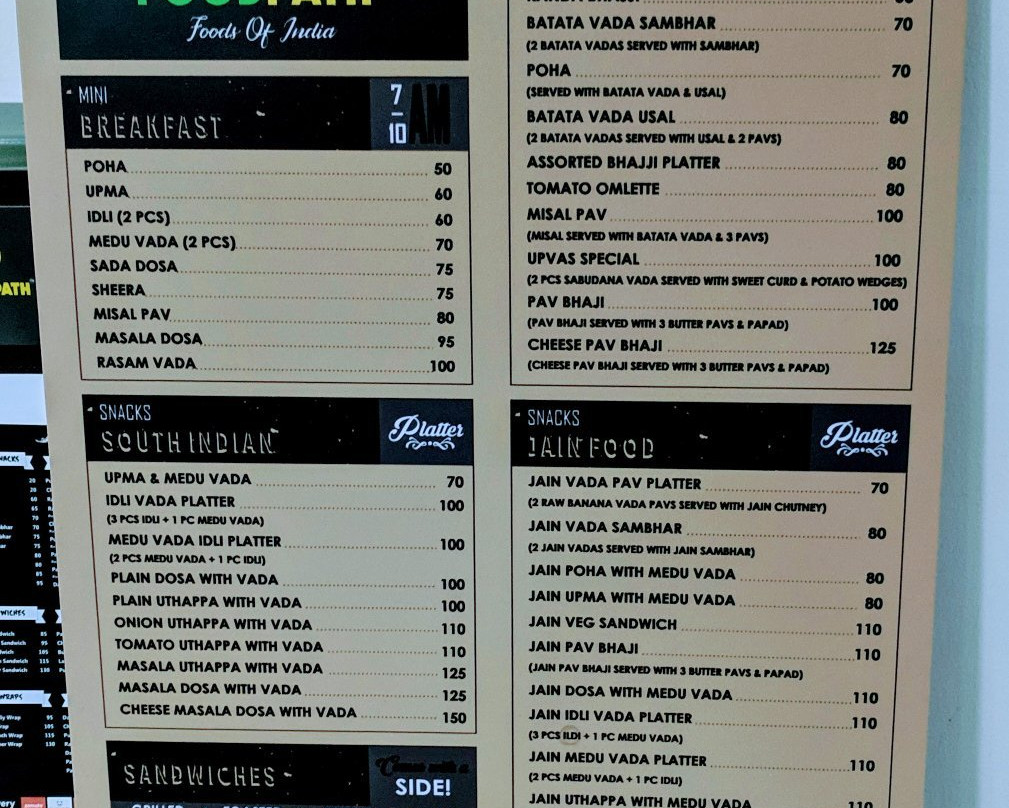 Foods Of India
MINI
BREAKFAST
7
10 AM
POHA 50
UPMA 60
IDLI (2 PCS) 60
MEDU VADA (2 PCS) 70
SADA DOSA 75
SHEERA 75
MISAL PAV 80
MASALA DOSA 95
RASAM VADA 100
SNACKS
SOUTH INDIAN
Platter
UPMA & MEDU VADA 70
IDLI VADA PLATTER 100
(3 PCS IDLI + 1 PC MEDU VADA)
MEDU VADA IDLI PLATTER 100
(2 PCS MEDU VADA + 1 PC IDLI)
PLAIN DOSA WITH VADA 100
PLAIN UTHAPPA WITH VADA 100
ONION UTHAPPA WITH VADA 110
TOMATO UTHAPPA WITH VADA 110
MASALA UTHAPPA WITH VADA 125
MASALA DOSA WITH VADA 125
CHEESE MASALA DOSA WITH VADA 150
SANDWICHES
Comes with a
SIDE!
BATATA VADA SAMBHAR 70
(2 BATATA VADAS SERVED WITH SAMBHAR)
POHA 70
(SERVED WITH BATATA VADA & USAL)
BATATA VADA USAL 80
(2 BATATA VADAS SERVED WITH USAL & 2 PAVS)
ASSORTED BHAJJI PLATTER 80
TOMATO OMLETTE 80
MISAL PAV 100
(MISAL SERVED WITH BATATA VADA & 3 PAVS)
UPVAS SPECIAL 100
(2 PCS SABUDANA VADA SERVED WITH SWEET CURD & POTATO WEDGES)
PAV BHAJI 100
(PAV BHAJI SERVED WITH 3 BUTTER PAVS & PAPAD)
CHEESE PAV BHAJI 125
(CHEESE PAV BHAJI SERVED WITH 3 BUTTER PAVS & PAPAD)
SNACKS
JAIN FOOD
Platter
JAIN VADA PAV PLATTER 70
(2 RAW BANANA VADA PAVS SERVED WITH JAIN CHUTNEY)
JAIN VADA SAMBHAR 80
(2 JAIN VADAS SERVED WITH JAIN SAMBHAR)
JAIN POHA WITH MEDU VADA 80
JAIN UPMA WITH MEDU VADA 80
JAIN VEG SANDWICH 110
JAIN PAV BHAJI 110
(JAIN PAV BHAJI SERVED WITH 3 BUTTER PAVS & PAPAD)
JAIN DOSA WITH MEDU VADA 110
JAIN IDLI VADA PLATTER 110
(3 PCS ILDI + 1 PC MEDU VADA)
JAIN MEDU VADA PLATTER 110
(2 PCS MEDU VADA + 1 PC IDLI)
JAIN UTHAPPA WITH MEDU VADA 110